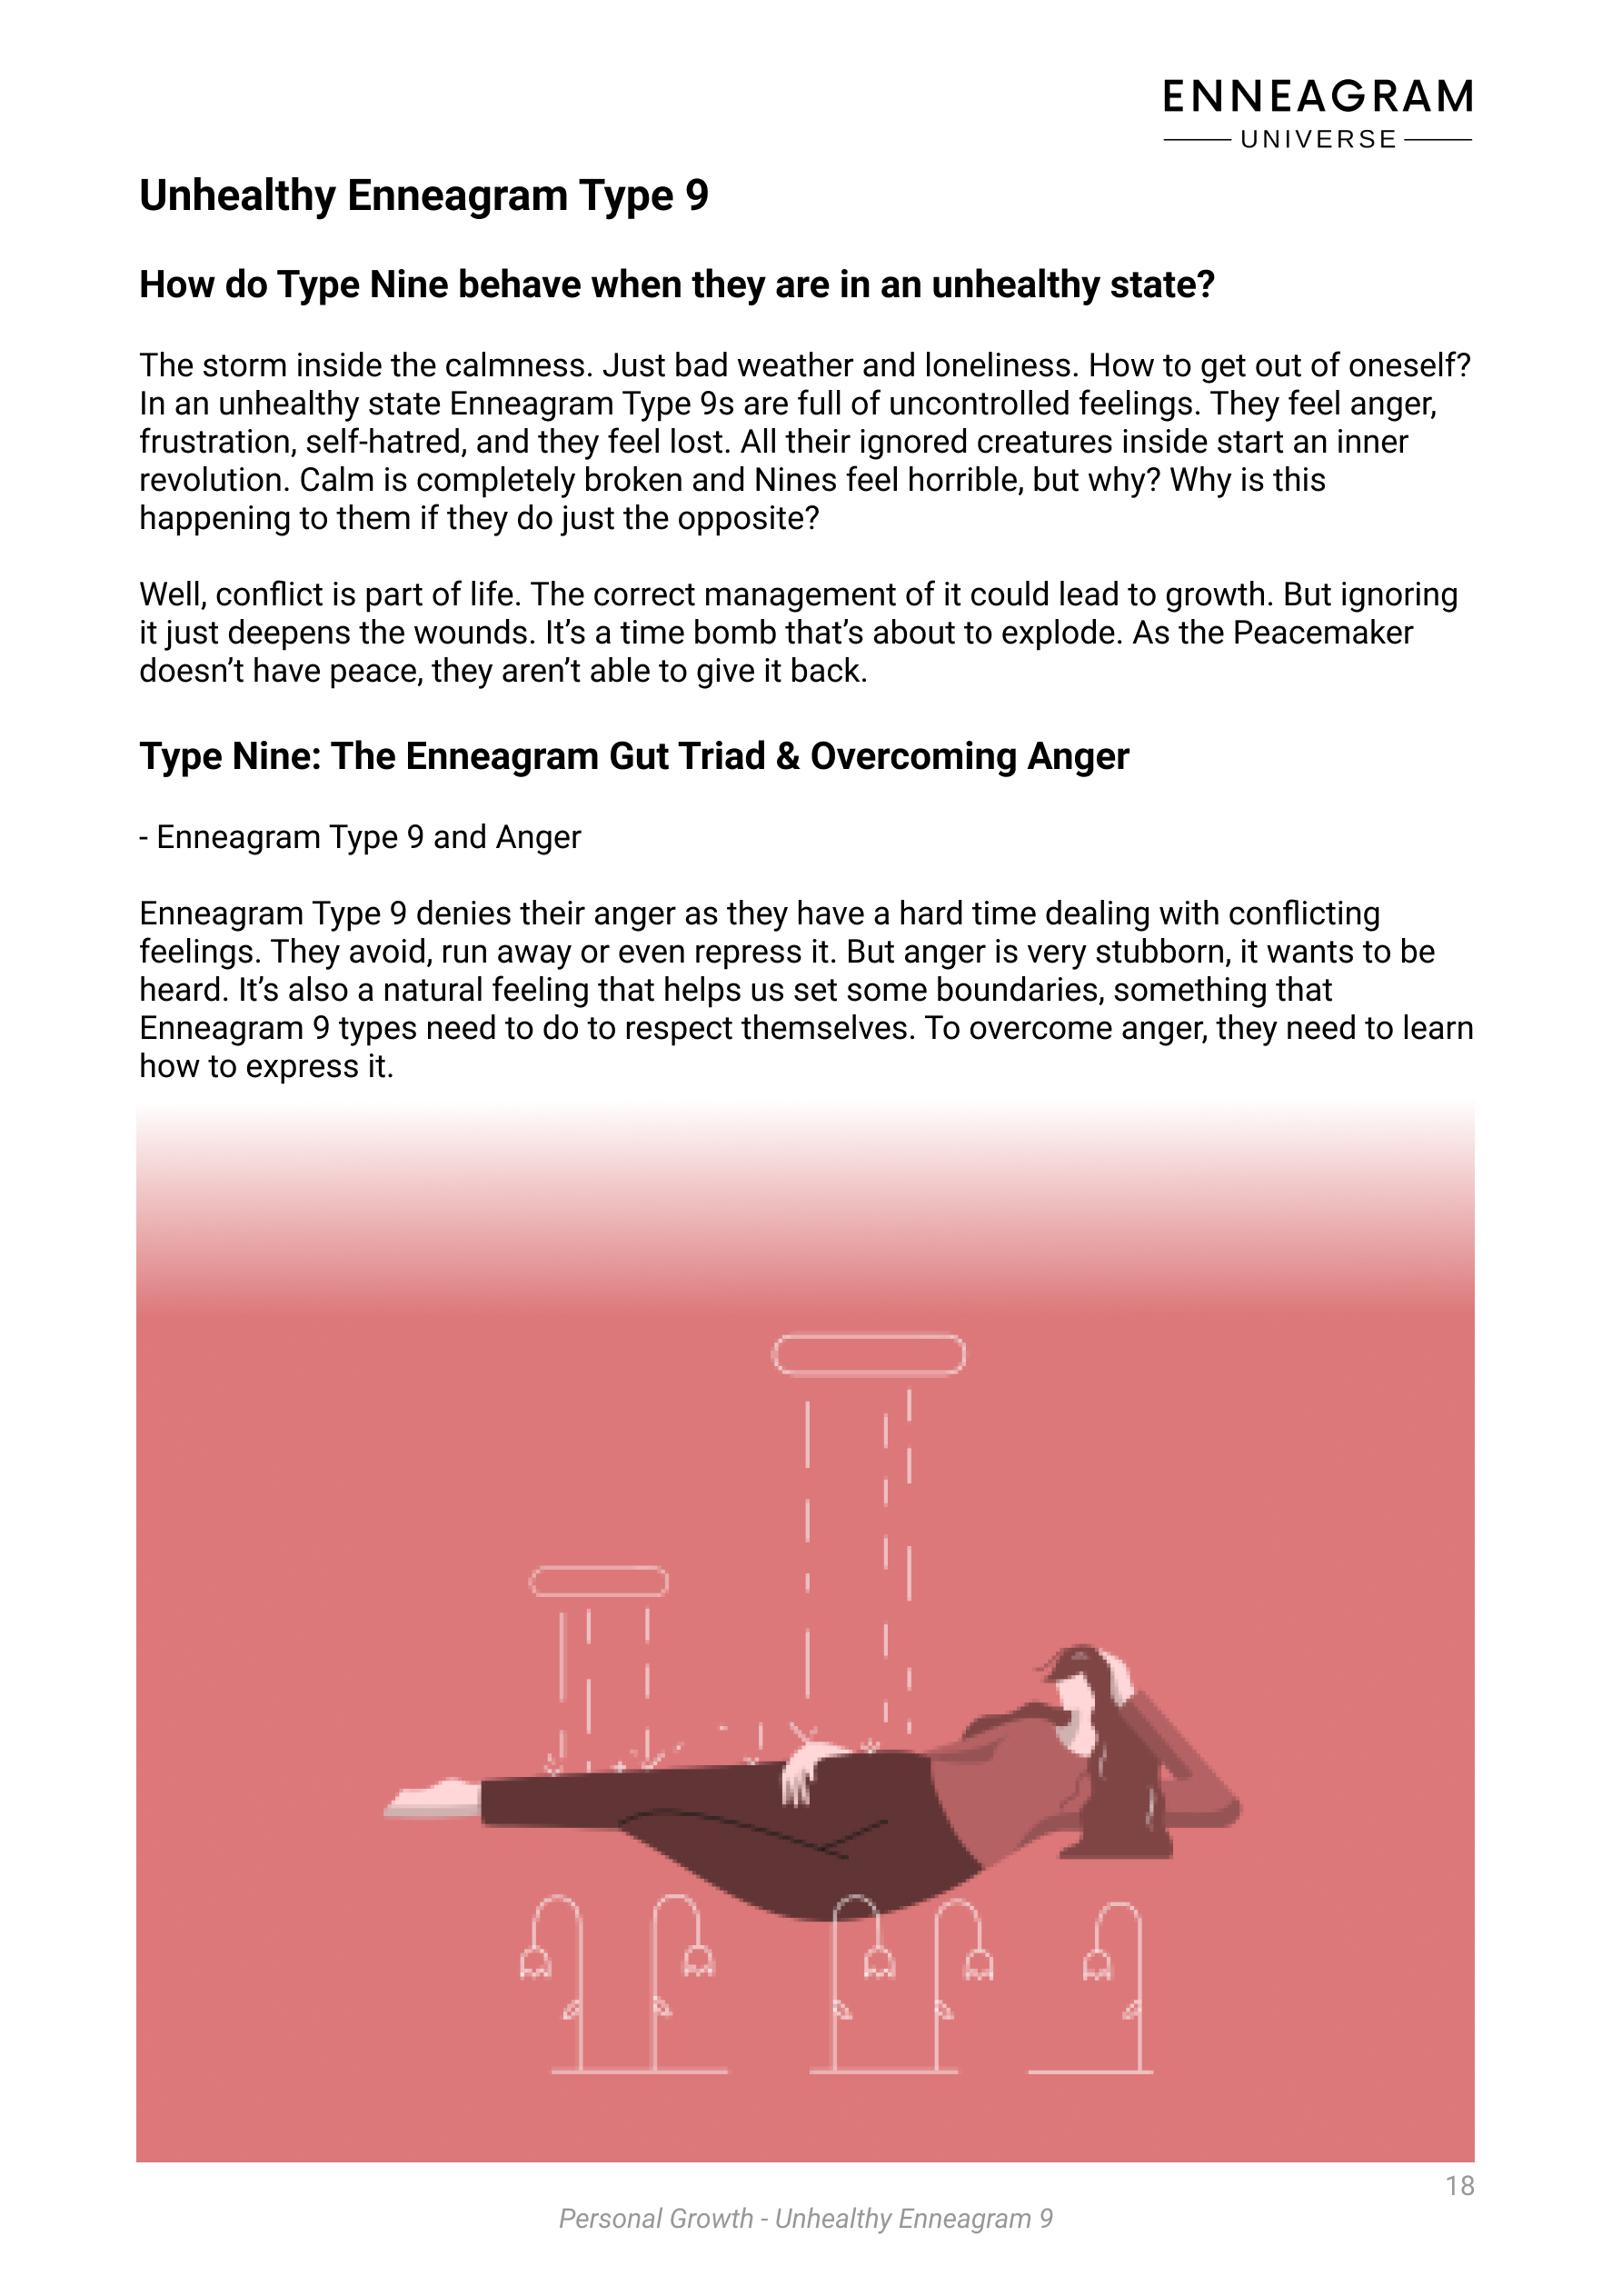 ENNEAGRAM
UNIVERSE
Unhealthy Enneagram Type 9
How do Type Nine behave when they are in an unhealthy state?
The storm inside the calmness. Just bad weather and loneliness. How to get out of oneself?
In an unhealthy state Enneagram Type 9s are full of uncontrolled feelings. They feel anger,
frustration, self-hatred, and they feel lost. All their ignored creatures inside start an inner
revolution. Calm is completely broken and Nines feel horrible, but why? Why is this
happening to them if they do just the opposite?
Well, conflict is part of life. The correct management of it could lead to growth. But ignoring
it just deepens the wounds. It’s a time bomb that’s about to explode. As the Peacemaker
doesn’t have peace, they aren’t able to give it back.
Type Nine: The Enneagram Gut Triad & Overcoming Anger
- Enneagram Type 9 and Anger
Enneagram Type 9 denies their anger as they have a hard time dealing with conflicting
feelings. They avoid, run away or even repress it. But anger is very stubborn, it wants to be
heard. It’s also a natural feeling that helps us set some boundaries, something that
Enneagram 9 types need to do to respect themselves. To overcome anger, they need to learn
how to express it.
18
Personal Growth - Unhealthy Enneagram 9